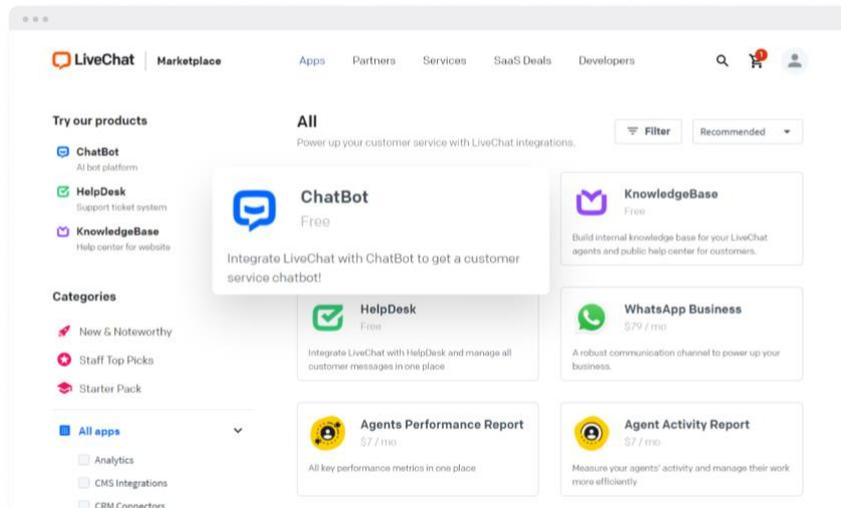 LiveChat Marketplace
Apps Partners Services SaaS Deals Developers
1
Try our products
ChatBot
AI bot platform
HelpDesk
Support ticket system
KnowledgeBase
Help center for website
Categories
New & Noteworthy
Staff Top Picks
Starter Pack
All apps
Analytics
CMS Integrations
CRM Connectors
All
Power up your customer service with LiveChat integrations.
Filter
Recommended
ChatBot
Free
Integrate LiveChat with ChatBot to get a customer
service chatbot!
KnowledgeBase
Free
Build internal knowledge base for your LiveChat
agents and public help center for customers.
HelpDesk
Free
Integrate LiveChat with HelpDesk and manage all
customer messages in one place
WhatsApp Business
$79 / mo
A robust communication channel to power up your
business.
Agents Performance Report
$7 / mo
All key performance metrics in one place
Agent Activity Report
$7 / mo
Measure your agents' activity and manage their work
more efficiently